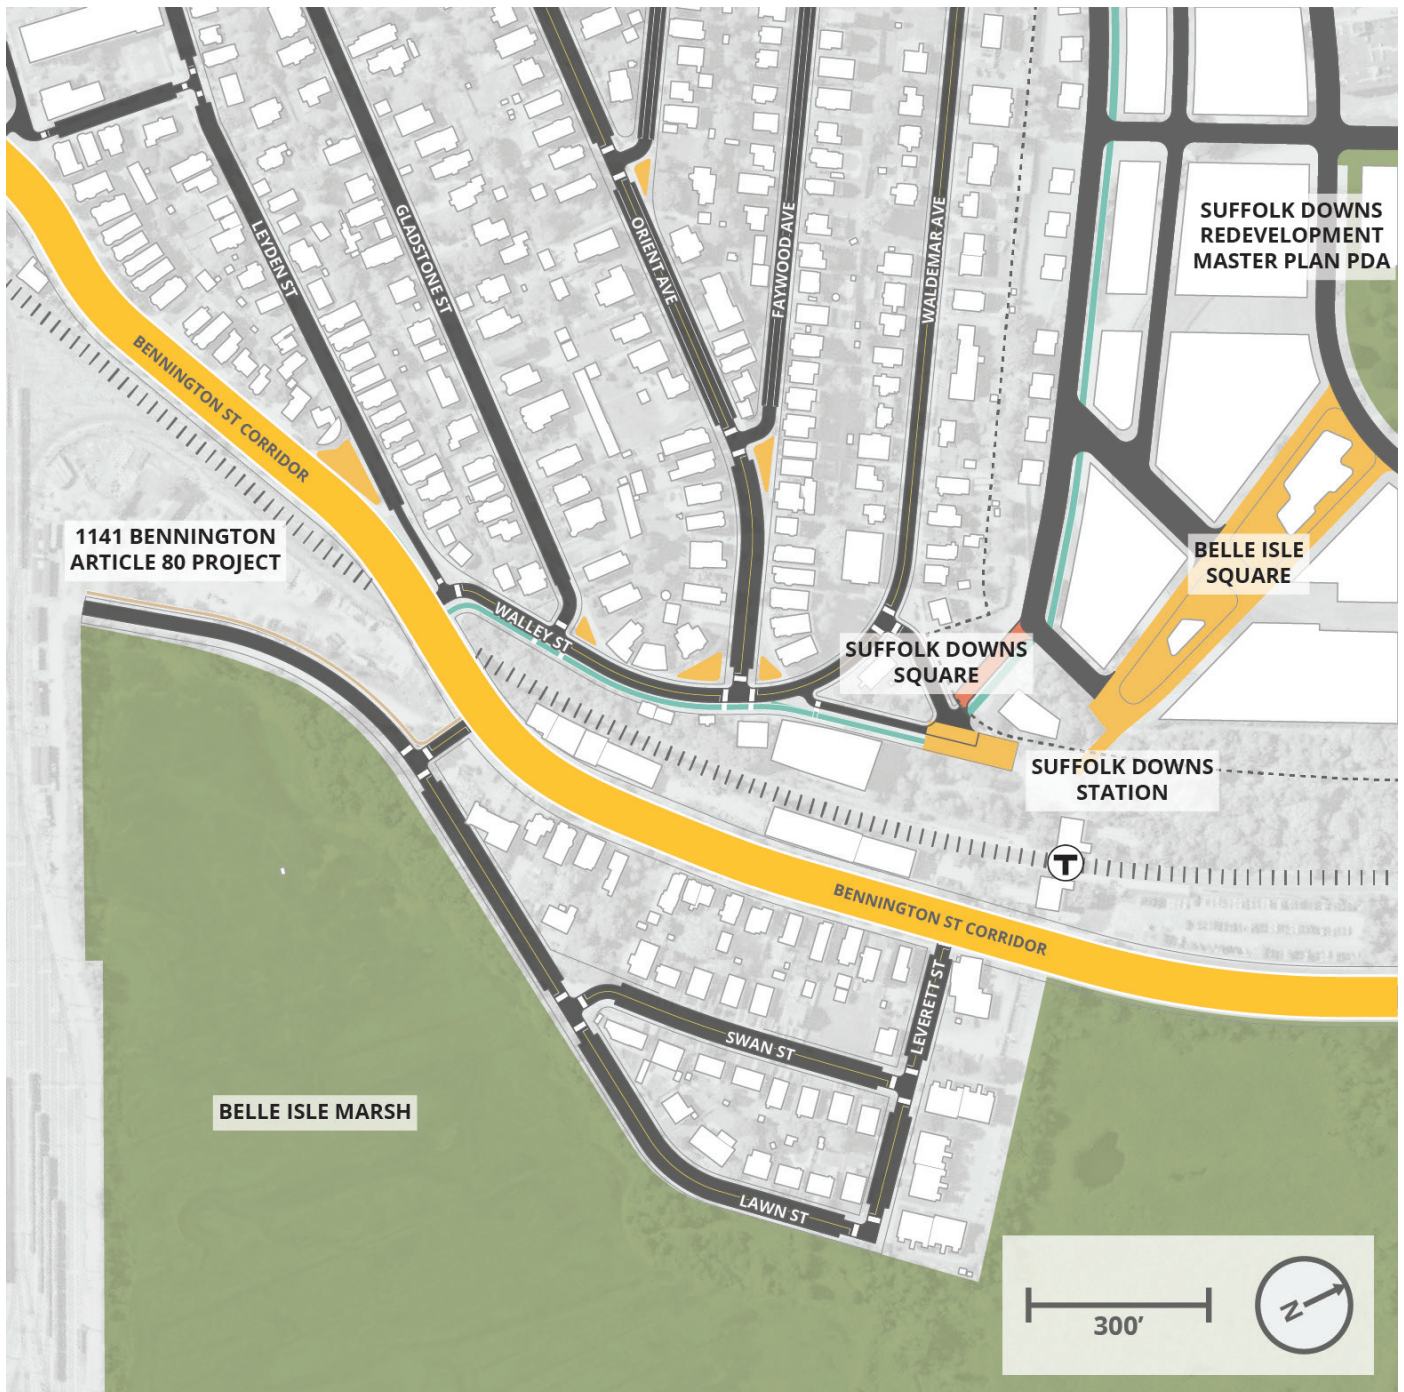 SUFFOLK DOWNS
REDEVELOPMENT
MASTER PLAN PDA
LEYDEN ST
GLADSTONE ST
ORIENT AVE
FAYWOOD AVE
WALDEMAR AVE
BENNINGTON ST CORRIDOR
1141 BENNINGTON
ARTICLE 80 PROJECT
BELLE ISLE
SQUARE
WALLEY ST
SUFFOLK DOWNS
SQUARE
SUFFOLK DOWNS
STATION
T
BENNINGTON ST CORRIDOR
LEVERETT ST
SWAN ST
BELLE ISLE MARSH
LAWN ST
300’
N